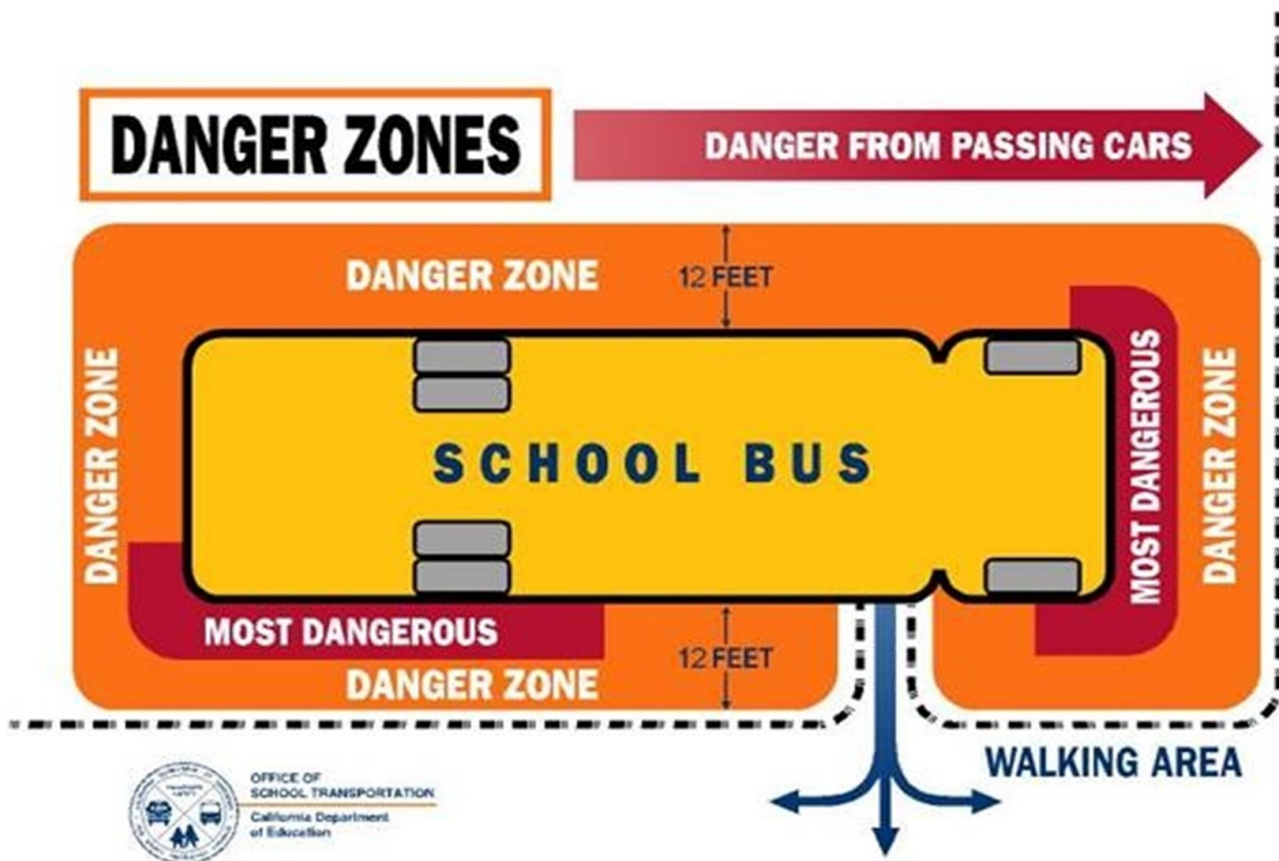 DANGER ZONES
DANGER FROM PASSING CARS
DANGER ZONE
12 FEET
DANGER ZONE
SCHOOL BUS
MOST DANGEROUS
DANGER ZONE
MOST DANGEROUS
12 FEET
DANGER ZONE
WALKING AREA
OFFICE OF
SCHOOL TRANSPORTATION
California Department
of Education